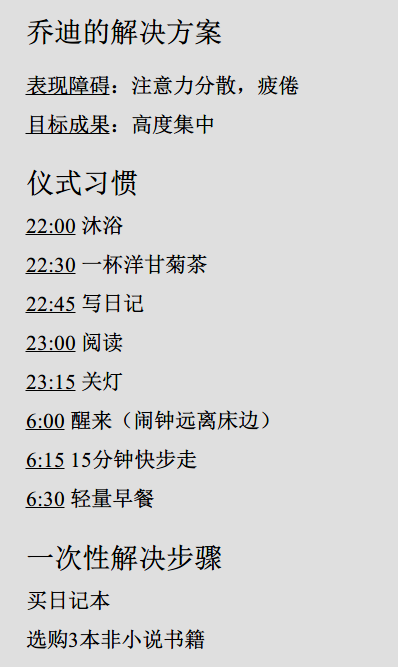 乔迪的解决方案
表现障碍：注意力分散，疲倦
目标成果：高度集中
仪式习惯
22:00 沐浴
22:30 一杯洋甘菊茶
22:45 写日记
23:00 阅读
23:15 关灯
6:00 醒来（闹钟远离床边）
6:15 15分钟快步走
6:30 轻量早餐
一次性解决步骤
买日记本
选购3本非小说书籍